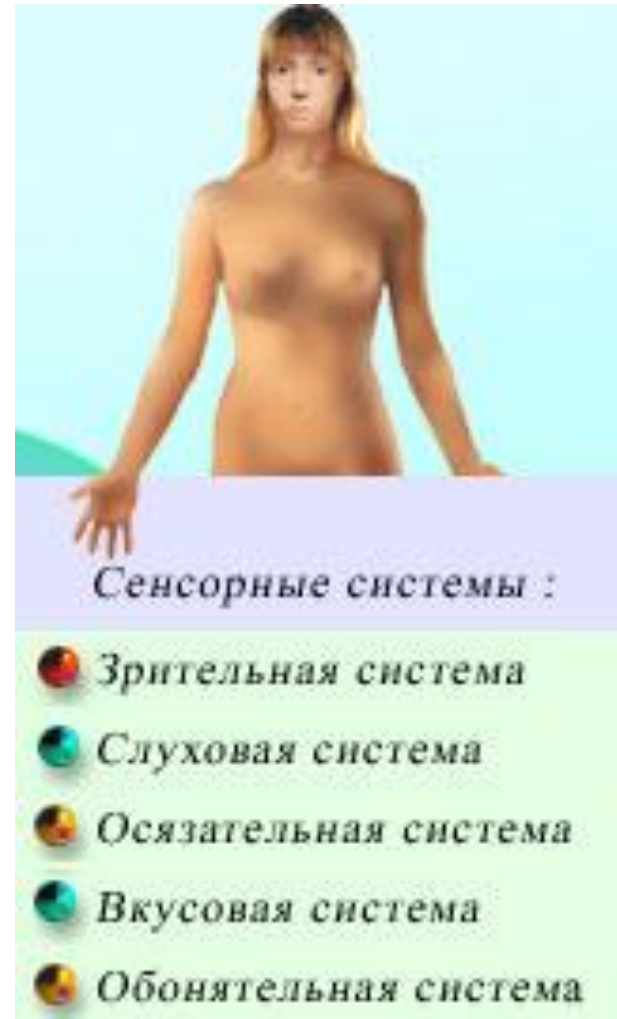 Сенсорные системы :
Зрительная система
Слуховая система
Осязательная система
Вкусовая система
Обонятельная система